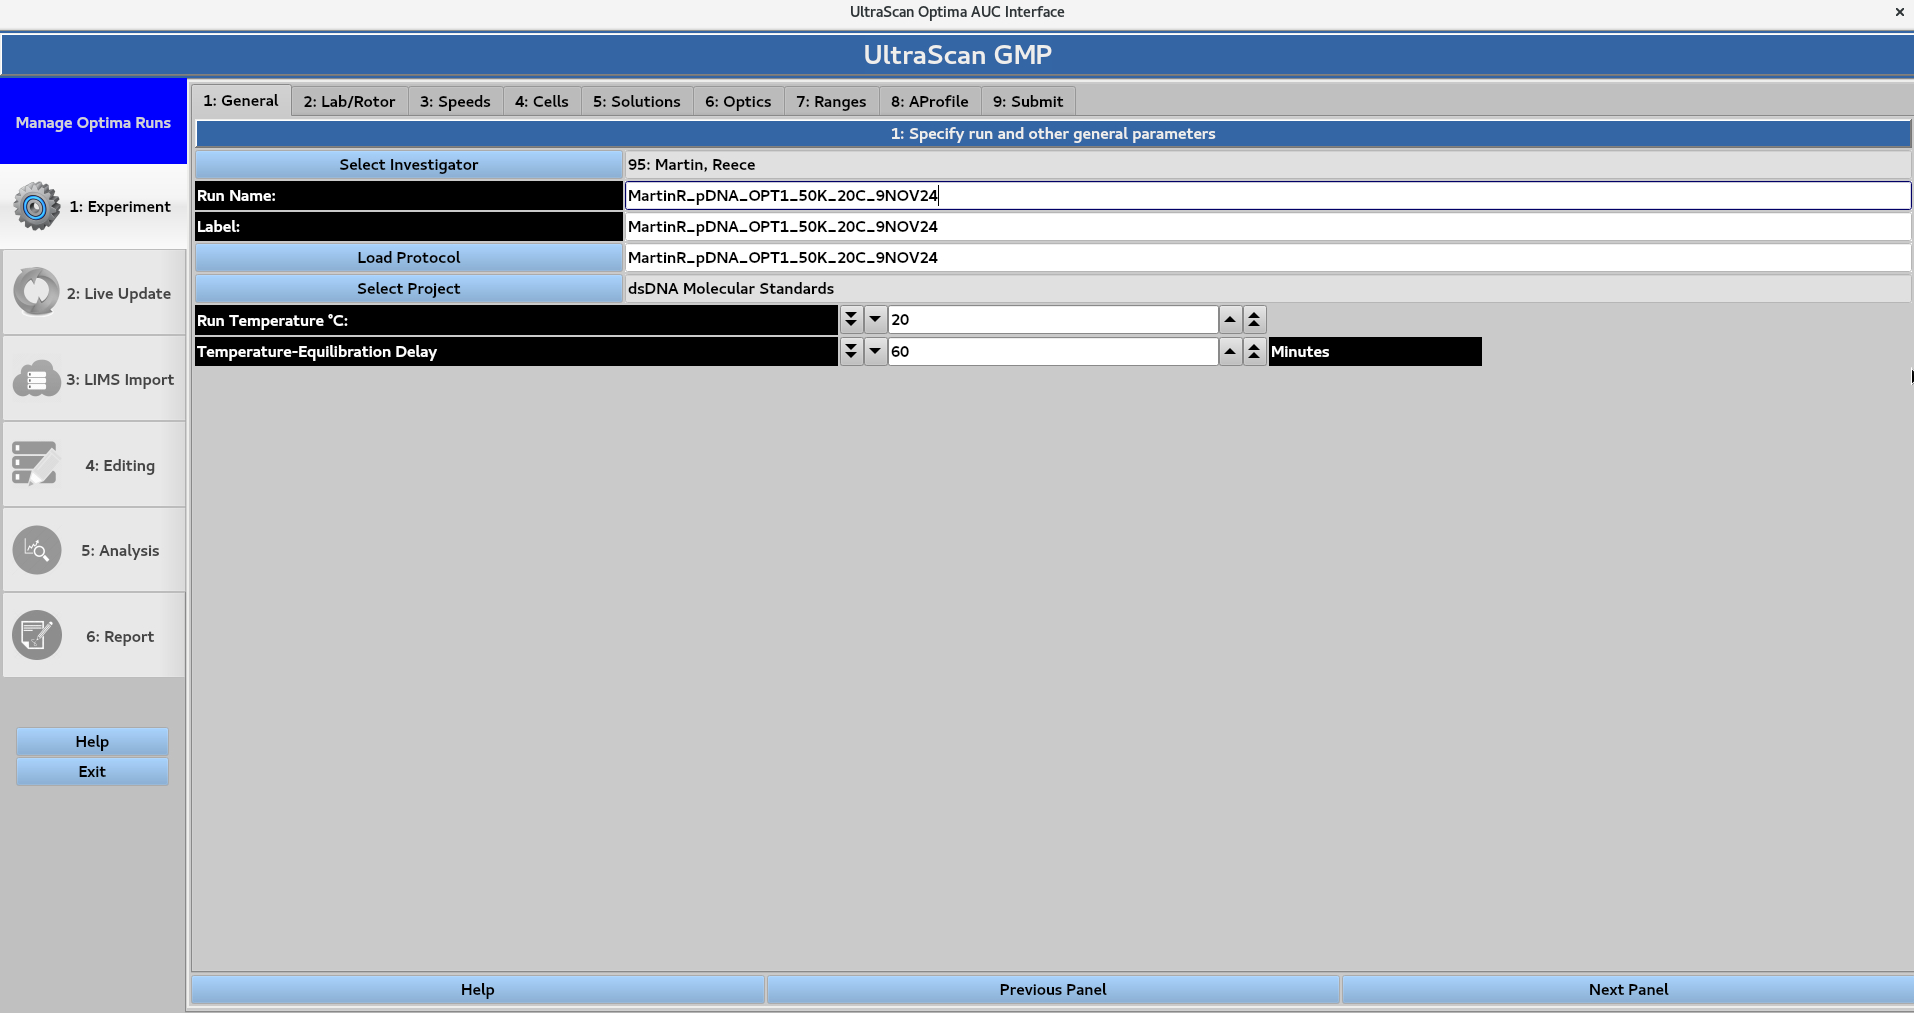 UltraScan Optima AUC Interface
UltraScan GMP
Manage Optima Runs
1: Experiment
2: Live Update
3: LIMS Import
4: Editing
5: Analysis
6: Report
Help
Exit
1: General 2: Lab/Rotor 3: Speeds 4: Cells 5: Solutions 6: Optics 7: Ranges 8: AProfile 9: Submit
1: Specify run and other general parameters
Select Investigator 95: Martin, Reece
Run Name: MartinR_pDNA_OPT1_50K_20C_9NOV24
Label: MartinR_pDNA_OPT1_50K_20C_9NOV24
Load Protocol MartinR_pDNA_OPT1_50K_20C_9NOV24
Select Project dsDNA Molecular Standards
Run Temperature °C: 20
Temperature-Equilibration Delay 60 Minutes
Help Previous Panel Next Panel